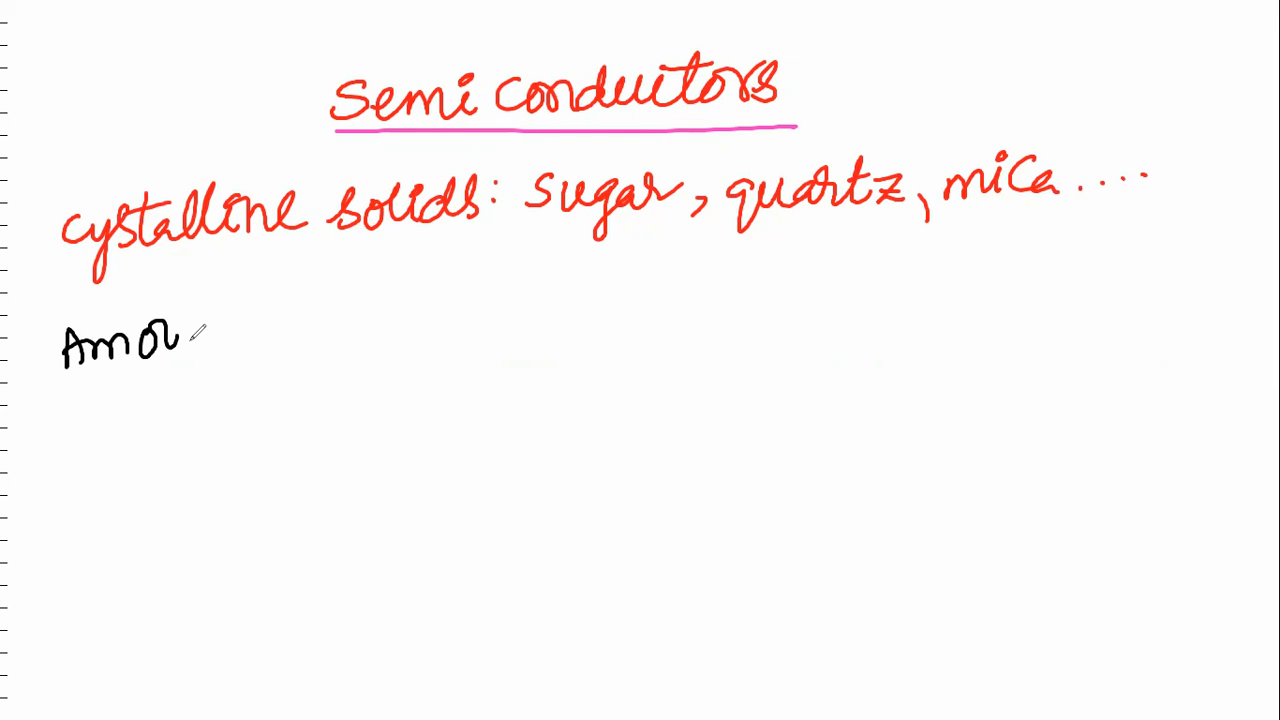 Semi conductors
Cystalline solids: sugar, quartz, mica ....
Amor